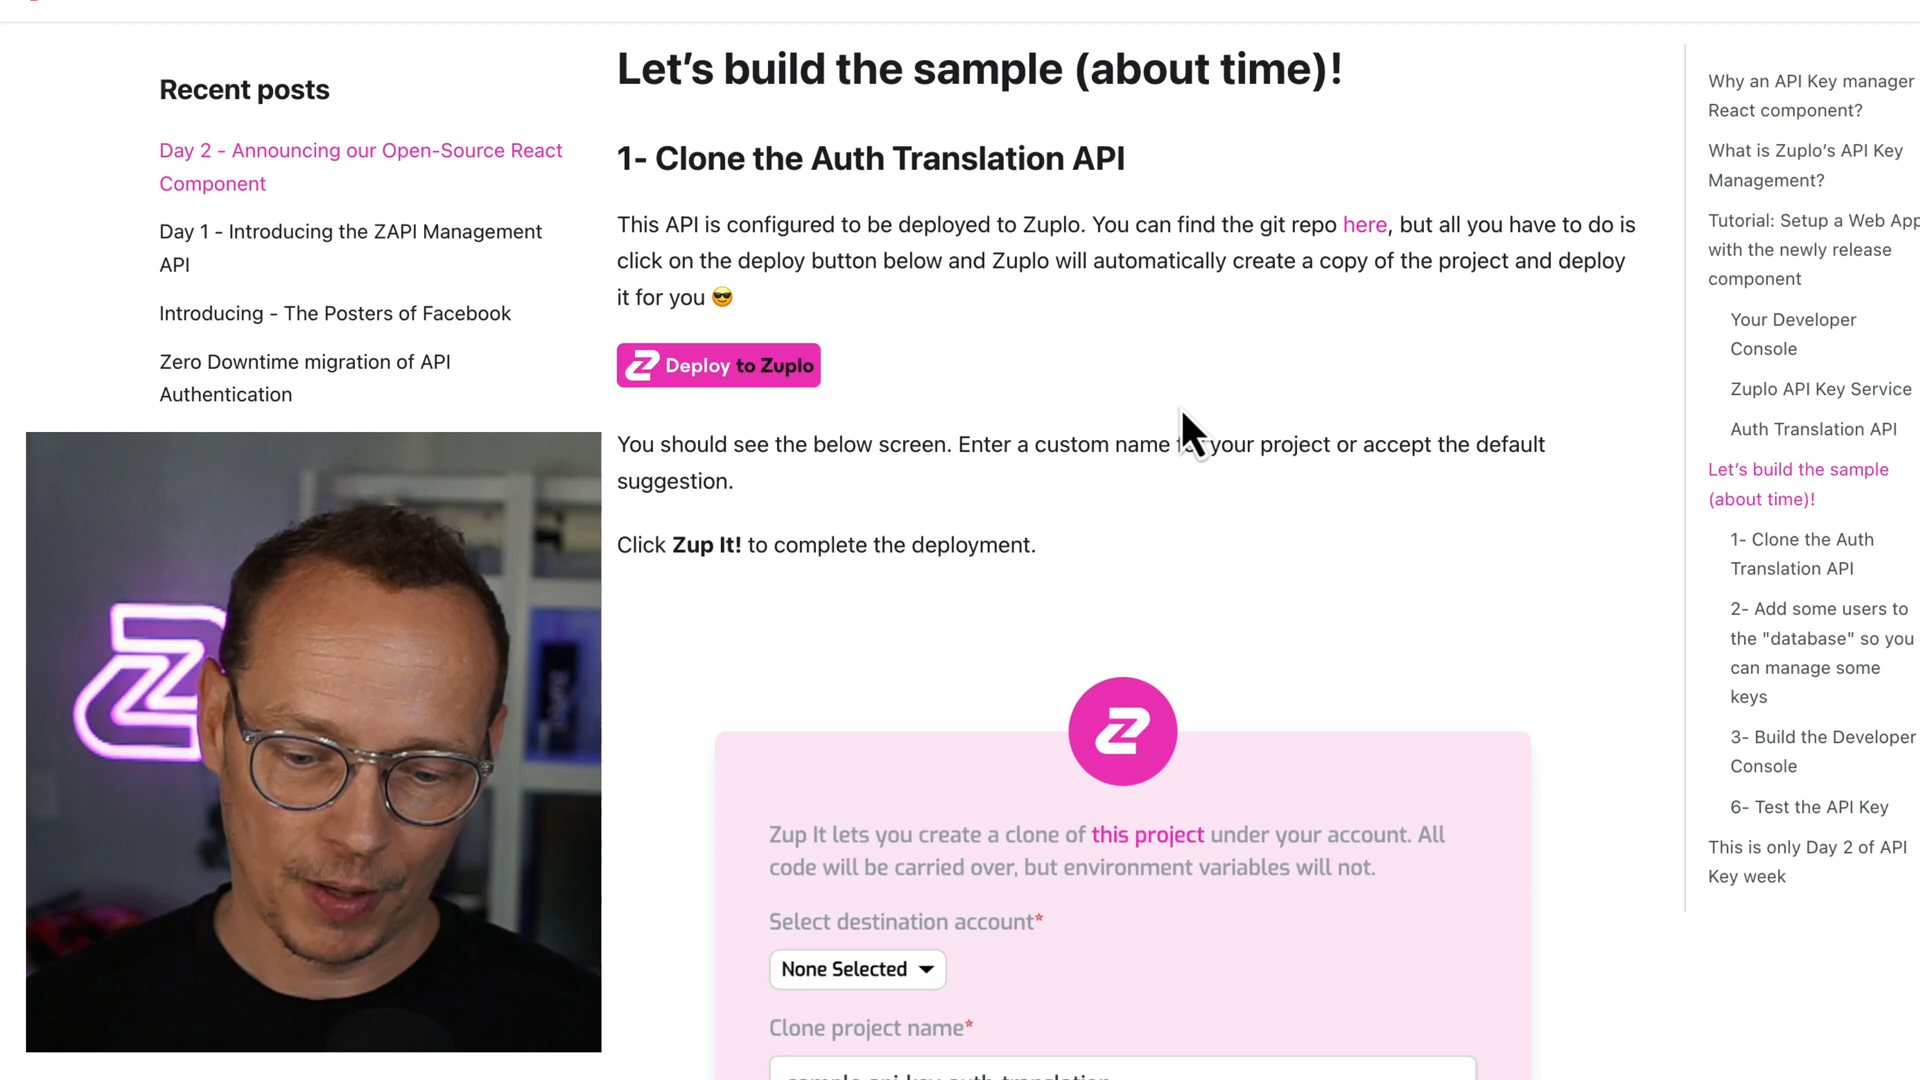 Recent posts
Day 2 - Announcing our Open-Source React
Component
Day 1 - Introducing the ZAPI Management
API
Introducing - The Posters of Facebook
Zero Downtime migration of API
Authentication
Let’s build the sample (about time)!
1- Clone the Auth Translation API
This API is configured to be deployed to Zuplo. You can find the git repo here, but all you have to do is
click on the deploy button below and Zuplo will automatically create a copy of the project and deploy
it for you 😎
Deploy to Zuplo
You should see the below screen. Enter a custom name your project or accept the default
suggestion.
Click Zup It! to complete the deployment.
Zup It lets you create a clone of this project under your account. All
code will be carried over, but environment variables will not.
Select destination account*
None Selected
Clone project name*
Why an API Key manager
React component?
What is Zuplo’s API Key
Management?
Tutorial: Setup a Web App
with the newly release
component
Your Developer
Console
Zuplo API Key Service
Auth Translation API
Let’s build the sample
(about time)!
1- Clone the Auth
Translation API
2- Add some users to
the "database" so you
can manage some
keys
3- Build the Developer
Console
6- Test the API Key
This is only Day 2 of API
Key week